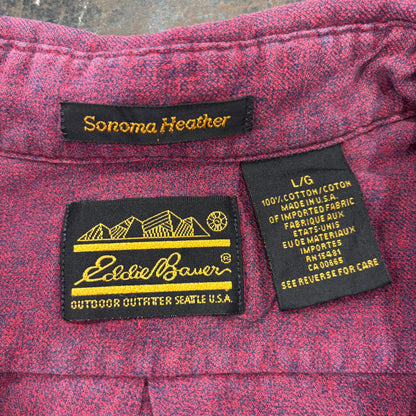 Sonoma Heather
L/G
100% COTTON/COTON
MADE IN U.S.A.
OF IMPORTED FABRIC
FABRIQUE AUX
ETATS-UNIS
EU DE MATERIAUX
IMPORTES
RN 15485
CA 00665
SEE REVERSE FOR CARE
Eddie Bauer®
OUTDOOR OUTFITTER SEATTLE U.S.A.